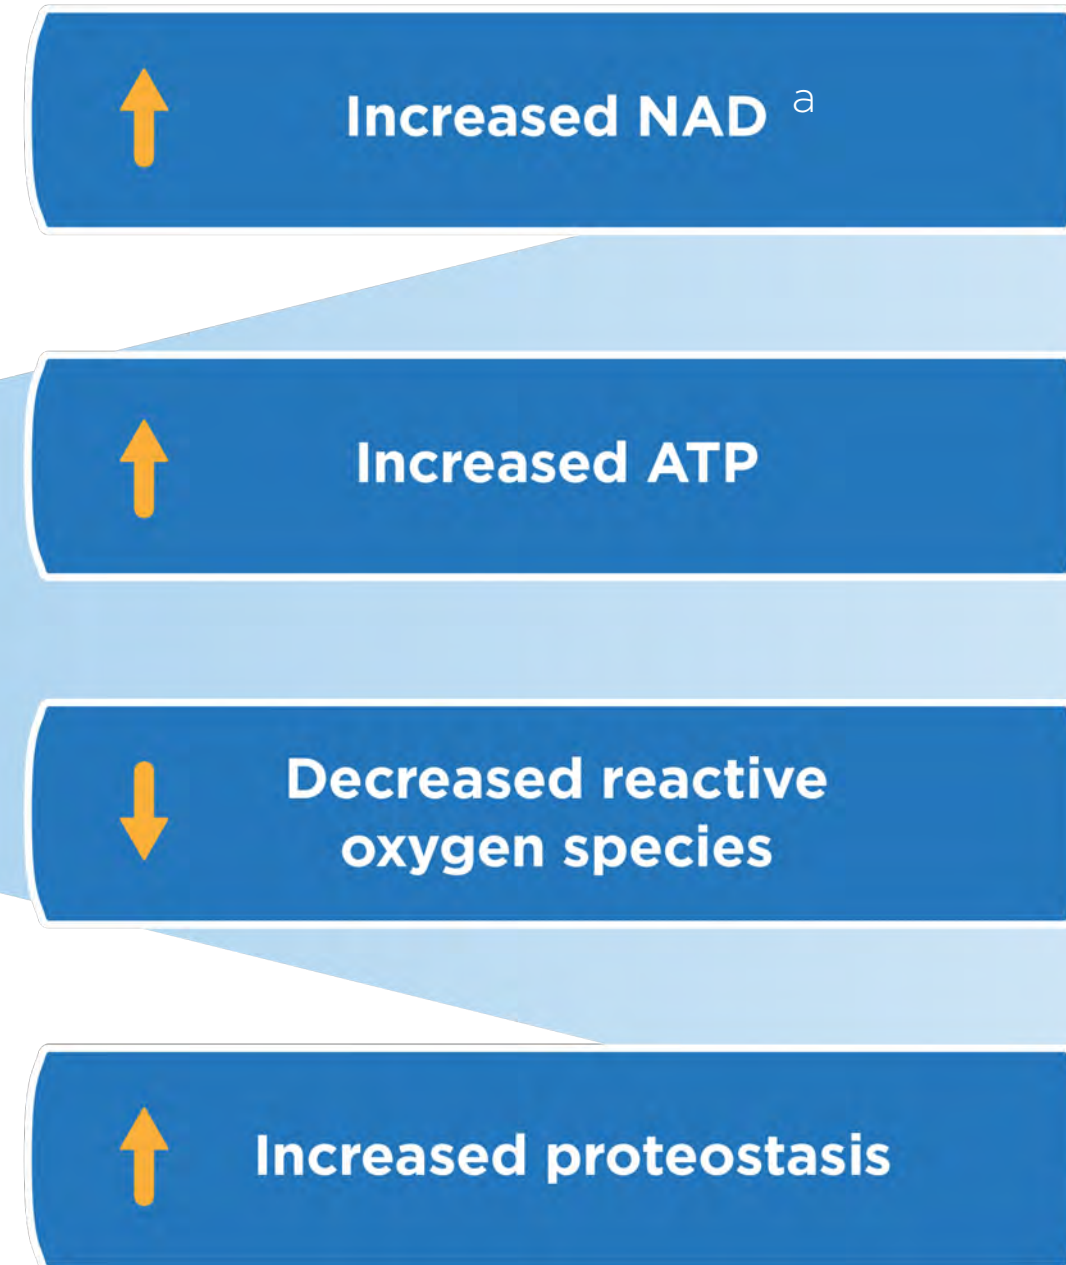 Increased NAD a
Increased ATP
Decreased reactive
oxygen species
Increased proteostasis